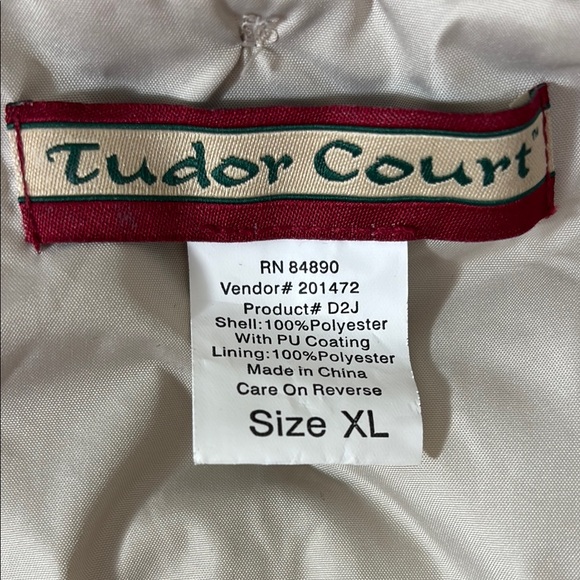 Tudor Court™
RN 84890
Vendor# 201472
Product# D2J
Shell:100%Polyester
With PU Coating
Lining:100%Polyester
Made in China
Care On Reverse
Size XL